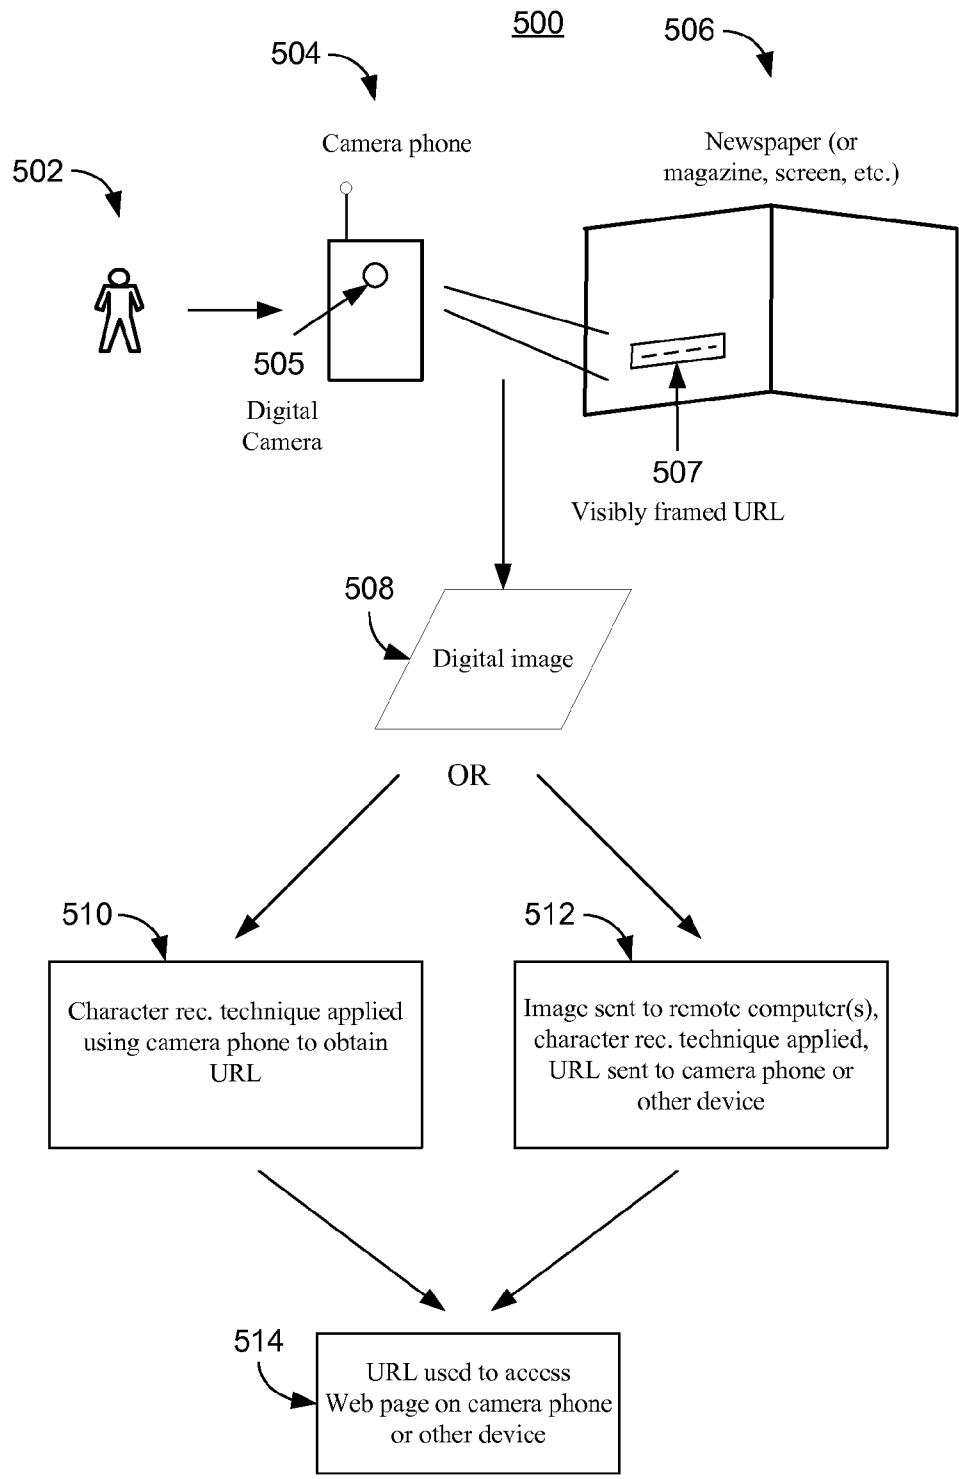 500
504
506
Camera phone
Newspaper (or
magazine, screen, etc.)
502
505
Digital
Camera
507
Visibly framed URL
508
Digital image
OR
510
512
Character rec. technique applied
using camera phone to obtain
URL
Image sent to remote computer(s),
character rec. technique applied,
URL sent to camera phone or
other device
514
URL used to access
Web page on camera phone
or other device